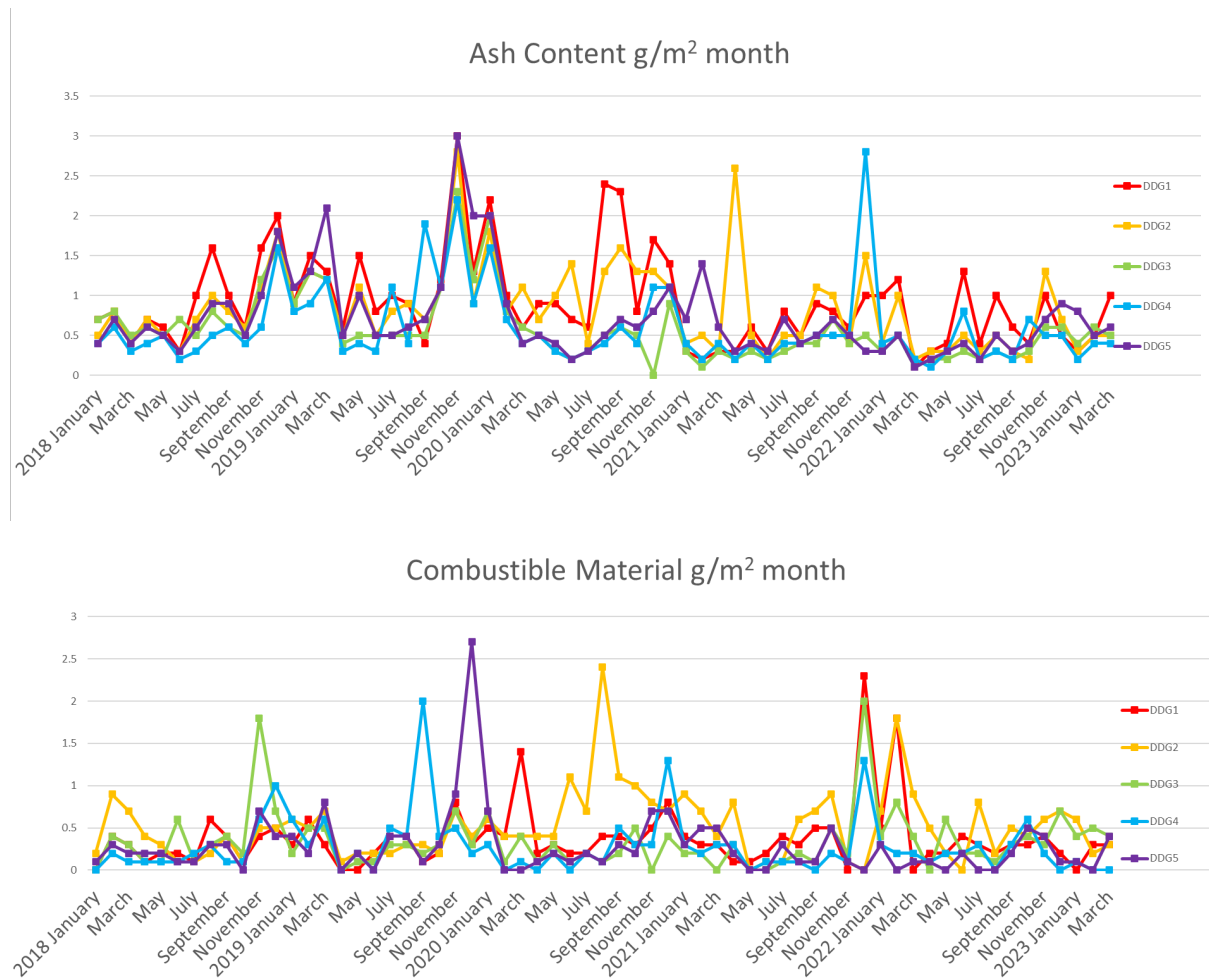 Ash Content g/m² month
3.5
3
2.5
2
1.5
1
0.5
0
DDG1
DDG2
DDG3
DDG4
DDG5
2018 January
March
May
July
September
November
2019 January
March
May
July
September
November
2020 January
March
May
July
September
November
2021 January
March
May
July
September
November
2022 January
March
May
July
September
November
2023 January
March
Combustible Material g/m² month
3
2.5
2
1.5
1
0.5
0
DDG1
DDG2
DDG3
DDG4
DDG5
2018 January
March
May
July
September
November
2019 January
March
May
July
September
November
2020 January
March
May
July
September
November
2021 January
March
May
July
September
November
2022 January
March
May
July
September
November
2023 January
March